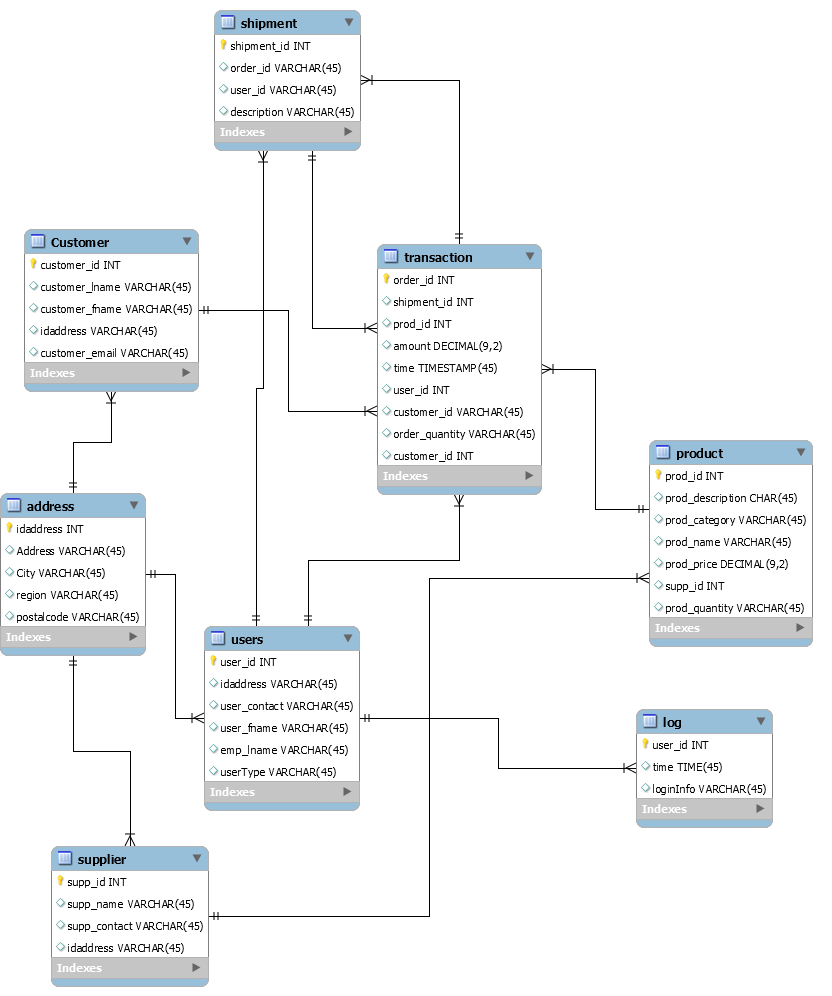 shipment
shipment_id INT
order_id VARCHAR(45)
user_id VARCHAR(45)
description VARCHAR(45)
Indexes
Customer
customer_id INT
customer_lname VARCHAR(45)
customer_fname VARCHAR(45)
idaddress VARCHAR(45)
customer_email VARCHAR(45)
Indexes
transaction
order_id INT
shipment_id INT
prod_id INT
amount DECIMAL(9,2)
time TIMESTAMP(45)
user_id INT
customer_id VARCHAR(45)
order_quantity VARCHAR(45)
customer_id INT
Indexes
product
prod_id INT
prod_description CHAR(45)
prod_category VARCHAR(45)
prod_name VARCHAR(45)
prod_price DECIMAL(9,2)
supp_id INT
prod_quantity VARCHAR(45)
Indexes
address
idaddress INT
Address VARCHAR(45)
City VARCHAR(45)
region VARCHAR(45)
postalcode VARCHAR(45)
Indexes
users
user_id INT
idaddress VARCHAR(45)
user_contact VARCHAR(45)
user_fname VARCHAR(45)
emp_lname VARCHAR(45)
userType VARCHAR(45)
Indexes
log
user_id INT
time TIME(45)
loginInfo VARCHAR(45)
Indexes
supplier
supp_id INT
supp_name VARCHAR(45)
supp_contact VARCHAR(45)
idaddress VARCHAR(45)
Indexes